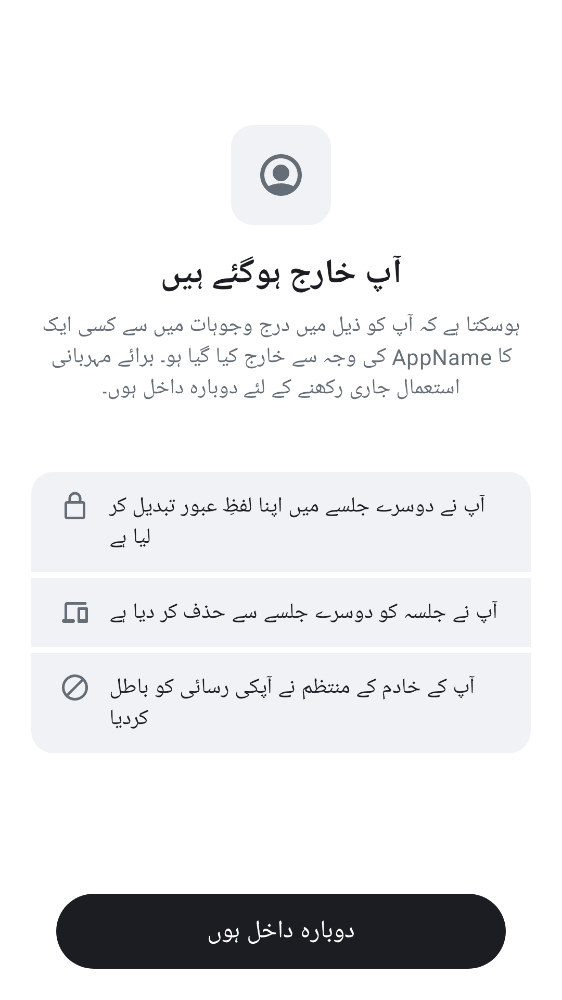 آپ خارج ہوگئے ہیں
ہوسکتا ہے کہ آپ کو ذیل میں درج وجوہات میں سے کسی ایک
کی وجہ سے خارج کیا گیا ہو۔ برائے مہربانی AppName کا
استعمال جاری رکھنے کے لئے دوبارہ داخل ہوں۔
آپ نے دوسرے جلسے میں اپنا لفظِ عبور تبدیل کر
لیا ہے
آپ نے جلسہ کو دوسرے جلسے سے حذف کر دیا ہے
آپ کے خادم کے منتظم نے آپکی رسائی کو باطل
کردیا
دوبارہ داخل ہوں